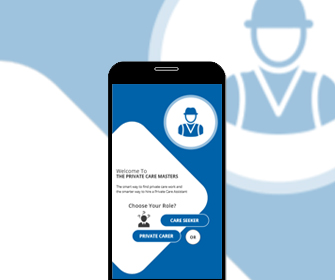 Welcome To
THE PRIVATE CARE MASTERS
The smart way to find private care work and
the smarter way to hire a Private Care Assistant
Choose Your Role?
CARE SEEKER
PRIVATE CARER
OR